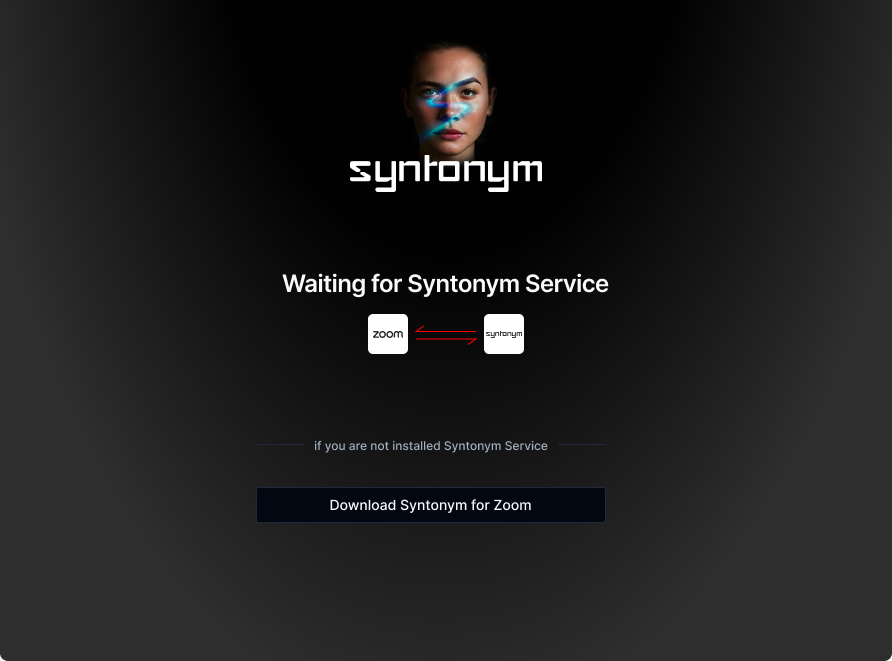 syntonym
Waiting for Syntonym Service
zoom
syntonym
if you are not installed Syntonym Service
Download Syntonym for Zoom